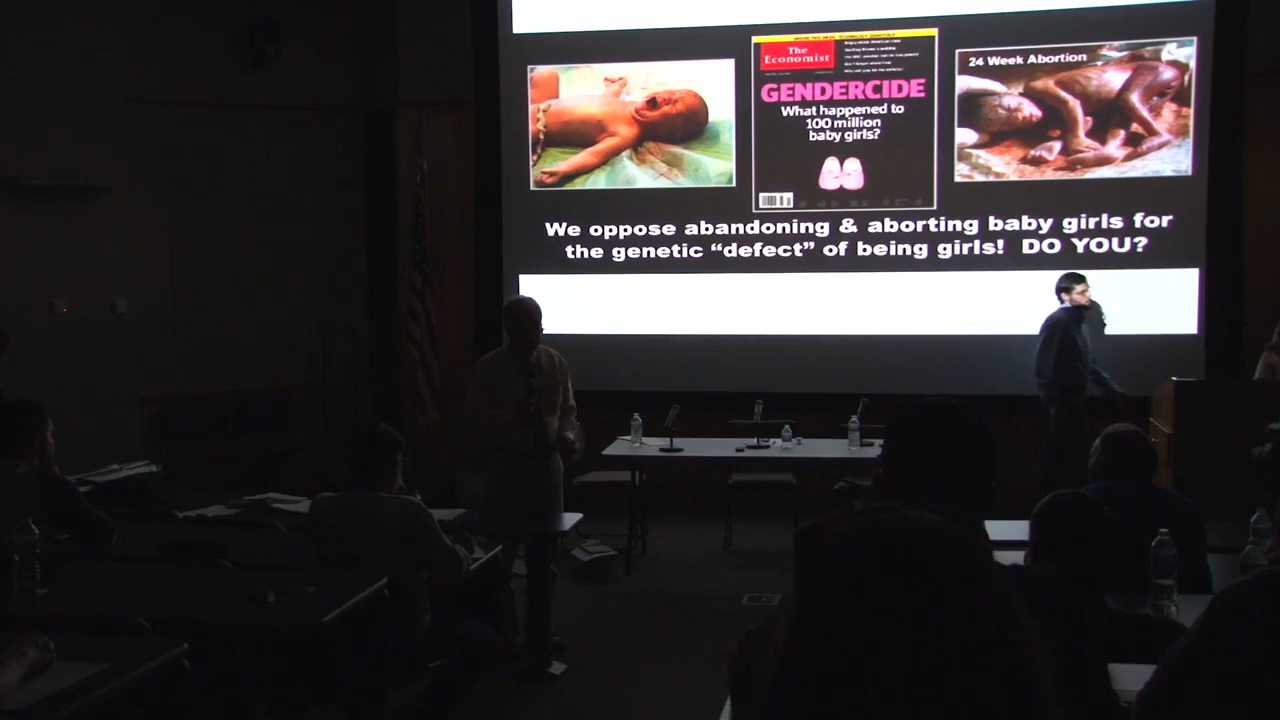 The
Economist
GENDERCIDE
What happened to
100 million
baby girls?
24 Week Abortion
We oppose abandoning & aborting baby girls for
the genetic “defect” of being girls! DO YOU?